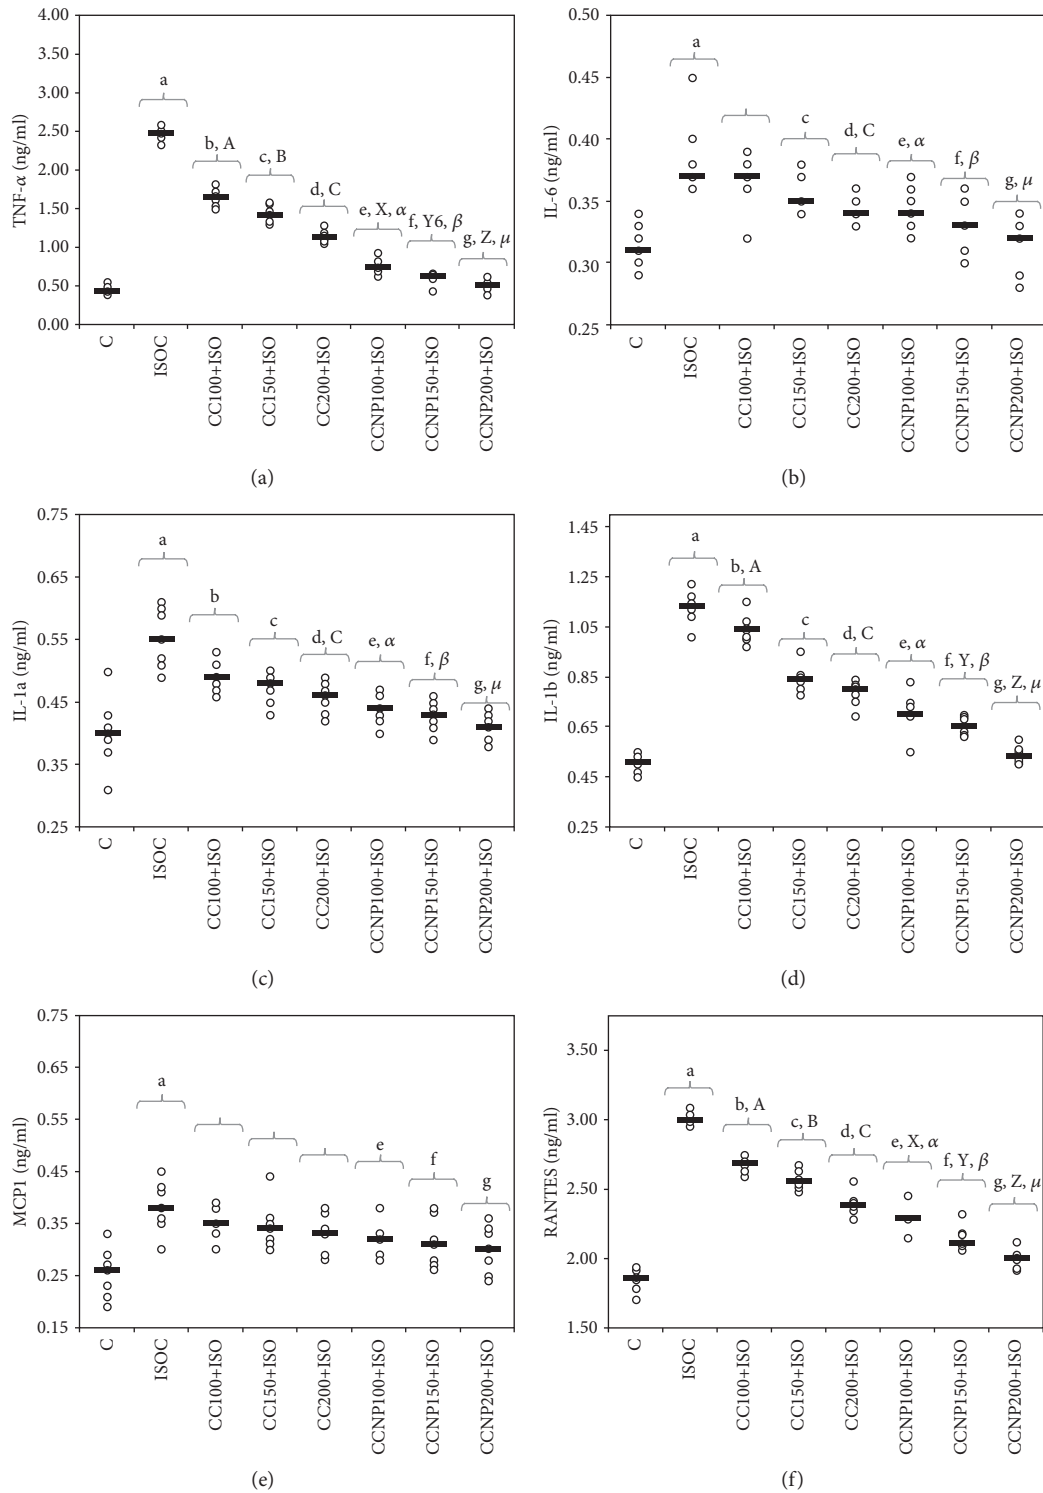 4.00
3.50
3.00
2.50
2.00
1.50
1.00
0.50
0.00
TNF-α (ng/ml)
a
b, A
c, B
d, C
e, X, α
f, Y6, β
g, Z, μ
C
ISOC
CC100+ISO
CC150+ISO
CC200+ISO
CCNP100+ISO
CCNP150+ISO
CCNP200+ISO
(a)
0.50
0.45
0.40
0.35
0.30
0.25
IL-6 (ng/ml)
a
c
d, C
e, α
f, β
g, μ
C
ISOC
CC100+ISO
CC150+ISO
CC200+ISO
CCNP100+ISO
CCNP150+ISO
CCNP200+ISO
(b)
0.75
0.65
0.55
0.45
0.35
0.25
IL-1a (ng/ml)
a
b
c
d, C
e, α
f, β
g, μ
C
ISOC
CC100+ISO
CC150+ISO
CC200+ISO
CCNP100+ISO
CCNP150+ISO
CCNP200+ISO
(c)
1.45
1.25
1.05
0.85
0.65
0.45
0.25
IL-1b (ng/ml)
a
b, A
c
d, C
e, α
f, Y, β
g, Z, μ
C
ISOC
CC100+ISO
CC150+ISO
CC200+ISO
CCNP100+ISO
CCNP150+ISO
CCNP200+ISO
(d)
0.75
0.65
0.55
0.45
0.35
0.25
0.15
MCP1 (ng/ml)
a
e
f
g
C
ISOC
CC100+ISO
CC150+ISO
CC200+ISO
CCNP100+ISO
CCNP150+ISO
CCNP200+ISO
(e)
3.50
3.00
2.50
2.00
1.50
RANTES (ng/ml)
a
b, A
c, B
d, C
e, X, α
f, Y, β
g, Z, μ
C
ISOC
CC100+ISO
CC150+ISO
CC200+ISO
CCNP100+ISO
CCNP150+ISO
CCNP200+ISO
(f)